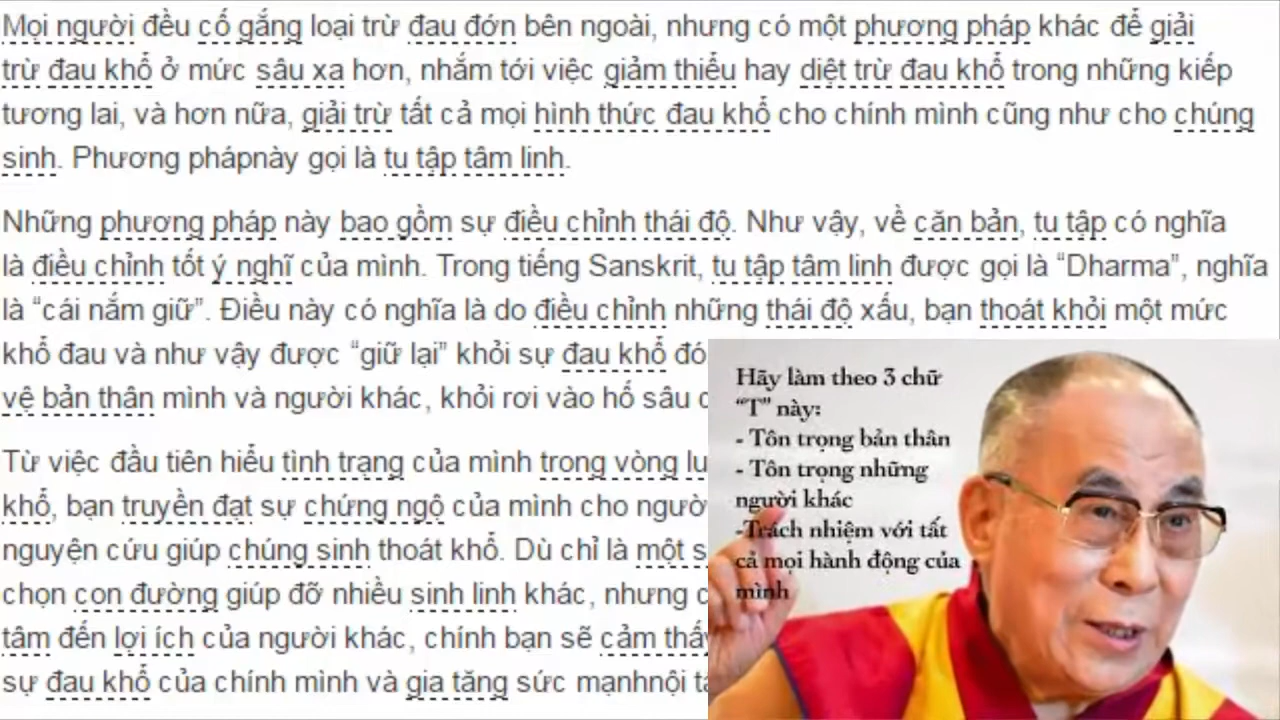 Mọi người đều cố gắng loại trừ đau đớn bên ngoài, nhưng có một phương pháp khác để giải
trừ đau khổ ở mức sâu xa hơn, nhắm tới việc giảm thiểu hay diệt trừ đau khổ trong những kiếp
tương lai, và hơn nữa, giải trừ tất cả mọi hình thức đau khổ cho chính mình cũng như cho chúng
sinh. Phương phápnày gọi là tu tập tâm linh.
Những phương pháp này bao gồm sự điều chỉnh thái độ. Như vậy, về căn bản, tu tập có nghĩa
là điều chỉnh tốt ý nghĩ của mình. Trong tiếng Sanskrit, tu tập tâm linh được gọi là “Dharma”, nghĩa
là “cái nắm giữ”. Điều này có nghĩa là do điều chỉnh những thái độ xấu, bạn thoát khỏi một mức
khổ đau và như vậy được “giữ lại” khỏi sự đau khổ đó
vệ bản thân mình và người khác, khỏi rơi vào hố sâu
Từ việc đầu tiên hiểu tình trạng của mình trong vòng
khổ, bạn truyền đạt sự chứng ngộ của mình cho
nguyện cứu giúp chúng sinh thoát khổ. Dù chỉ là một
chọn con đường giúp đỡ nhiều sinh linh khác, nhưng
tâm đến lợi ích của người khác, chính bạn sẽ cảm
sự đau khổ của chính mình và gia tăng sức mạnhnội
Hãy làm theo 3 chữ
“T” này:
- Tôn trọng bản thân
- Tôn trọng những
người khác
-Trách nhiệm với tất
cả mọi hành động của
mình